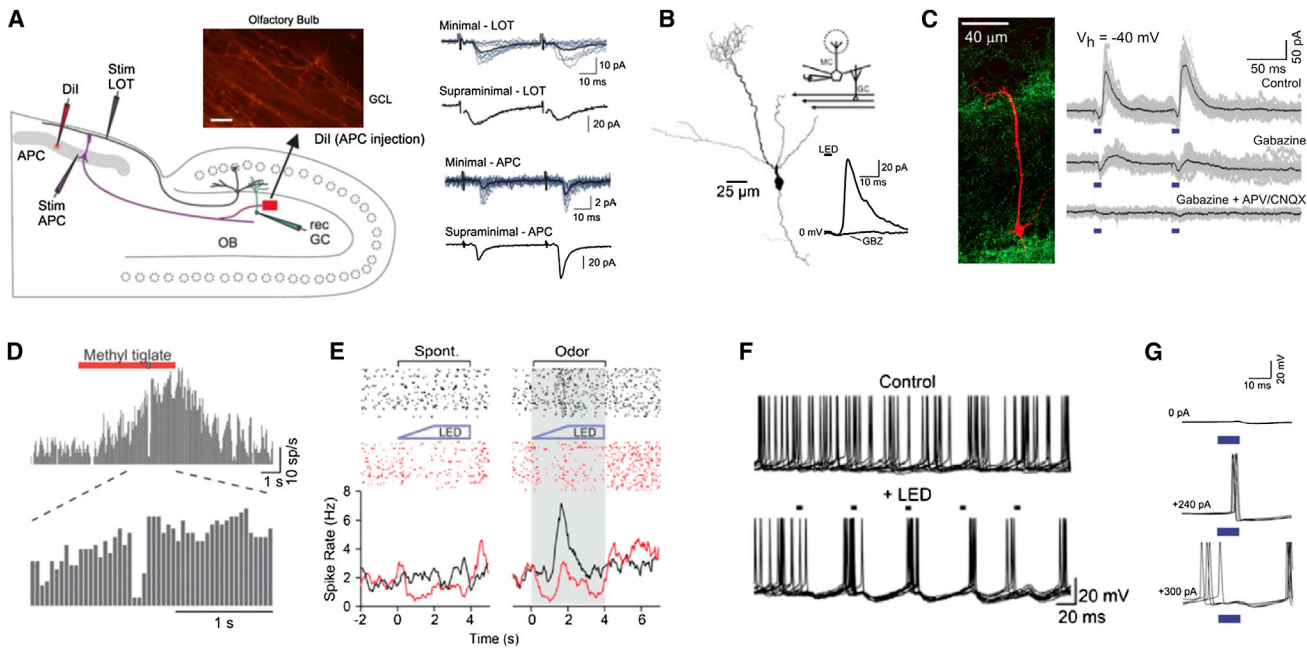 A
Olfactory Bulb
GCL
DiI
Stim
LOT
DiI (APC injection)
APC
Stim
APC
rec
GC
OB
Minimal - LOT
10 pA
10 ms
Supraminimal - LOT
20 pA
Minimal - APC
2 pA
10 ms
Supraminimal - APC
20 pA
B
MC
GC
25 µm
LED
20 pA
10 ms
0 mV
GBZ
C
40 µm
Vh = -40 mV
50 pA
50 ms
Control
Gabazine
Gabazine + APV/CNQX
D
Methyl tiglate
10 sp/s
1 s
1 s
E
Spont.
Odor
LED
LED
Spike Rate (Hz)
8
6
4
2
0
-2 0 2 4 0 2 4 6
Time (s)
F
Control
+ LED
20 mV
20 ms
G
20 mV
10 ms
0 pA
+240 pA
+300 pA